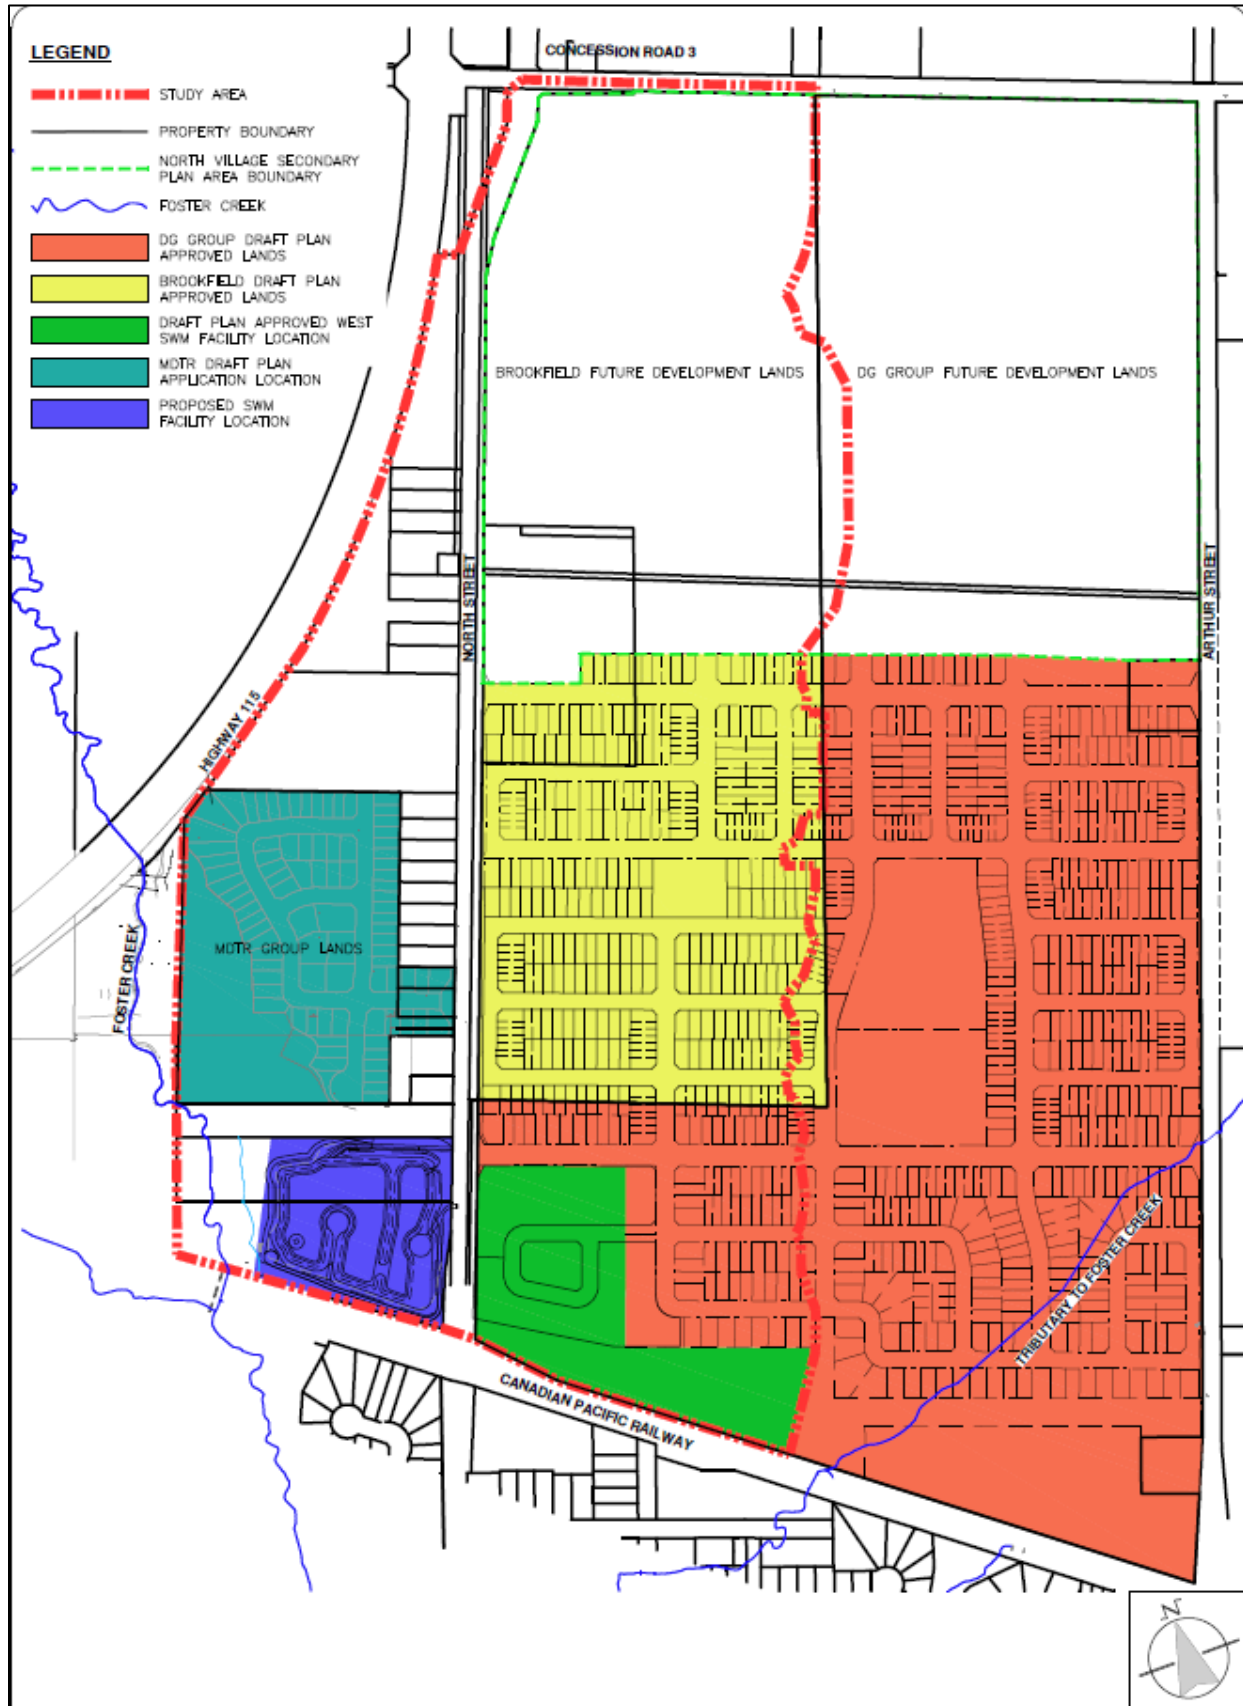 LEGEND
STUDY AREA
PROPERTY BOUNDARY
NORTH VILLAGE SECONDARY
PLAN AREA BOUNDARY
FOSTER CREEK
DG GROUP DRAFT PLAN
APPROVED LANDS
BROOKFIELD DRAFT PLAN
APPROVED LANDS
DRAFT PLAN APPROVED WEST
SWM FACILITY LOCATION
MDTR DRAFT PLAN
APPLICATION LOCATION
PROPOSED SWM
FACILITY LOCATION
CONCESSION ROAD 3
BROOKFIELD FUTURE DEVELOPMENT LANDS
DG GROUP FUTURE DEVELOPMENT LANDS
NORTH STREET
ARTHUR STREET
HIGHWAY 115
MDTR GROUP LANDS
FOSTER CREEK
TRIBUTARY TO FOSTER CREEK
CANADIAN PACIFIC RAILWAY
N